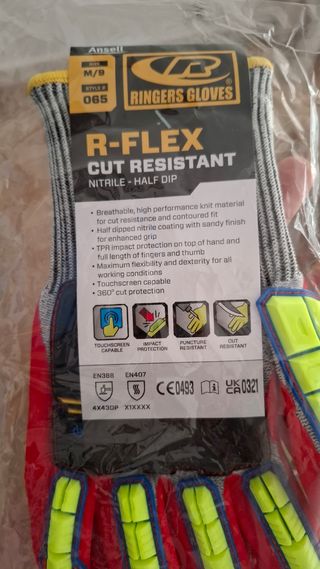 Ansell
SIZE
M/9
STYLE #
065
R
RINGERS GLOVES
R-FLEX
CUT RESISTANT
NITRILE - HALF DIP
• Breathable, high performance knit material
for cut resistance and contoured fit
• Half dipped nitrile coating with sandy finish
for enhanced grip
• TPR impact protection on top of hand and
full length of fingers and thumb
• Maximum flexibility and dexterity for all
working conditions
• Touchscreen capable
• 360° cut protection
TOUCHSCREEN
CAPABLE
IMPACT
PROTECTION
PUNCTURE
RESISTANT
CUT
RESISTANT
EN388 EN407
4X43DP X1XXXX
CE0493 i UKCA0321